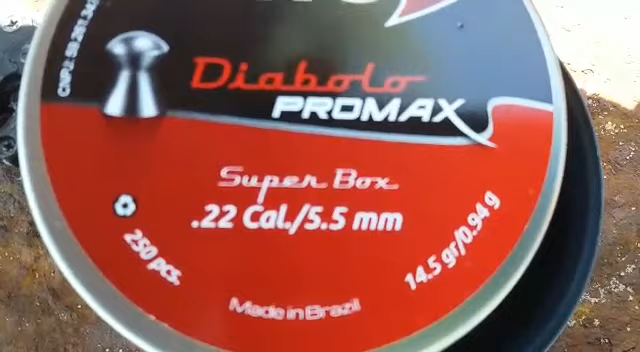 Diabolo
PROMAX
Super Box
.22 Cal./5.5 mm
250 pcs.
14.5 gr/0.94 g
Made in Brazil